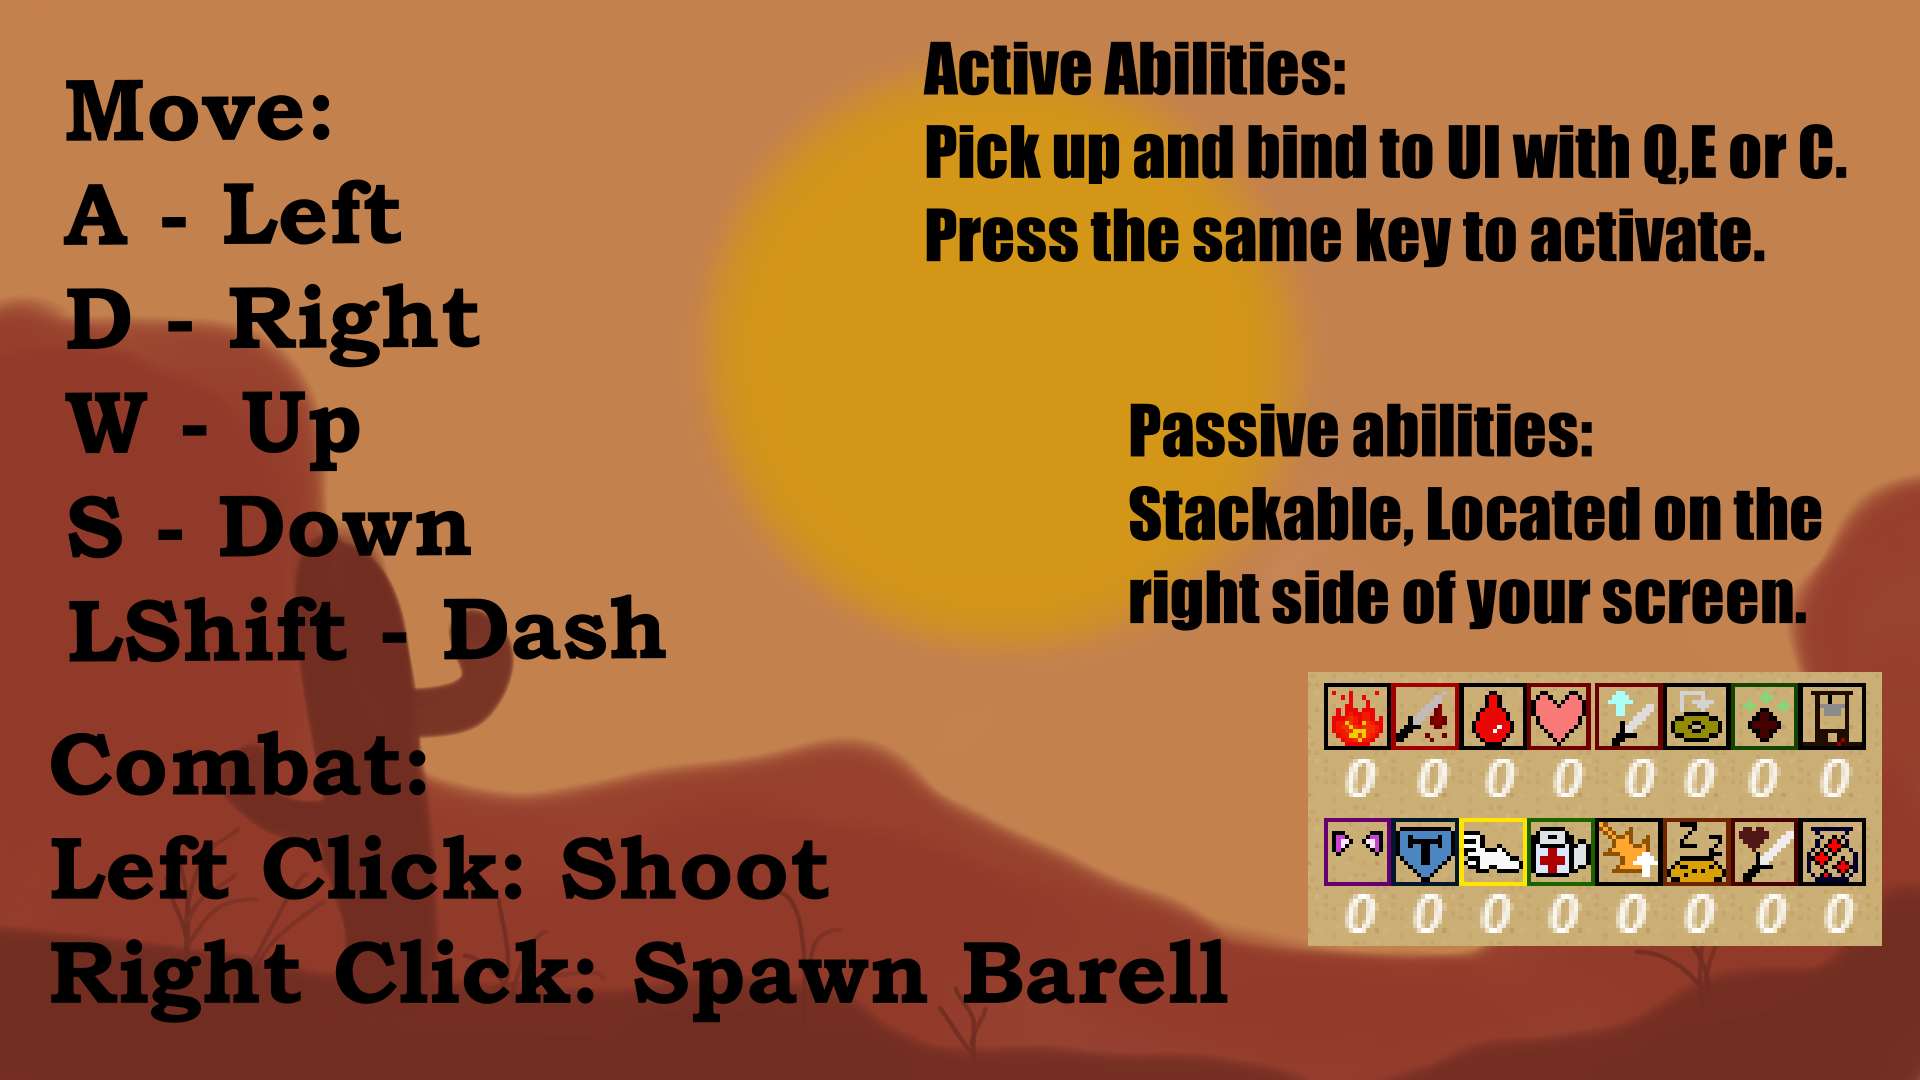 Move:
A - Left
D - Right
W - Up
S - Down
LShift - Dash
Combat:
Left Click: Shoot
Right Click: Spawn Barell
Active Abilities:
Pick up and bind to UI with Q,E or C.
Press the same key to activate.
Passive abilities:
Stackable, Located on the
right side of your screen.
0 0 0 0 0 0 0 0
T Z Z
0 0 0 0 0 0 0 0